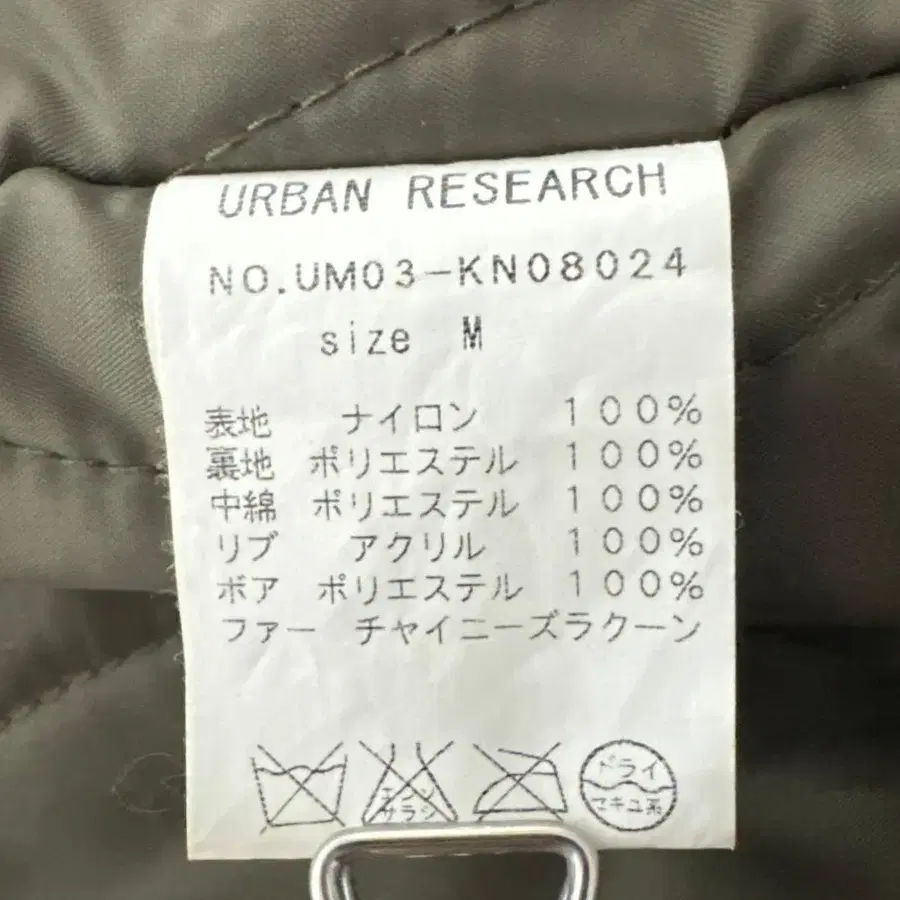 URBAN RESEARCH
NO.UM03-KN08024
size M
表地 ナイロン 100%
裏地 ポリエステル 100%
中綿 ポリエステル 100%
リブ アクリル 100%
ボア ポリエステル 100%
ファー チャイニーズラクーン
エンソ
サラシ
ドライ
セキユ系